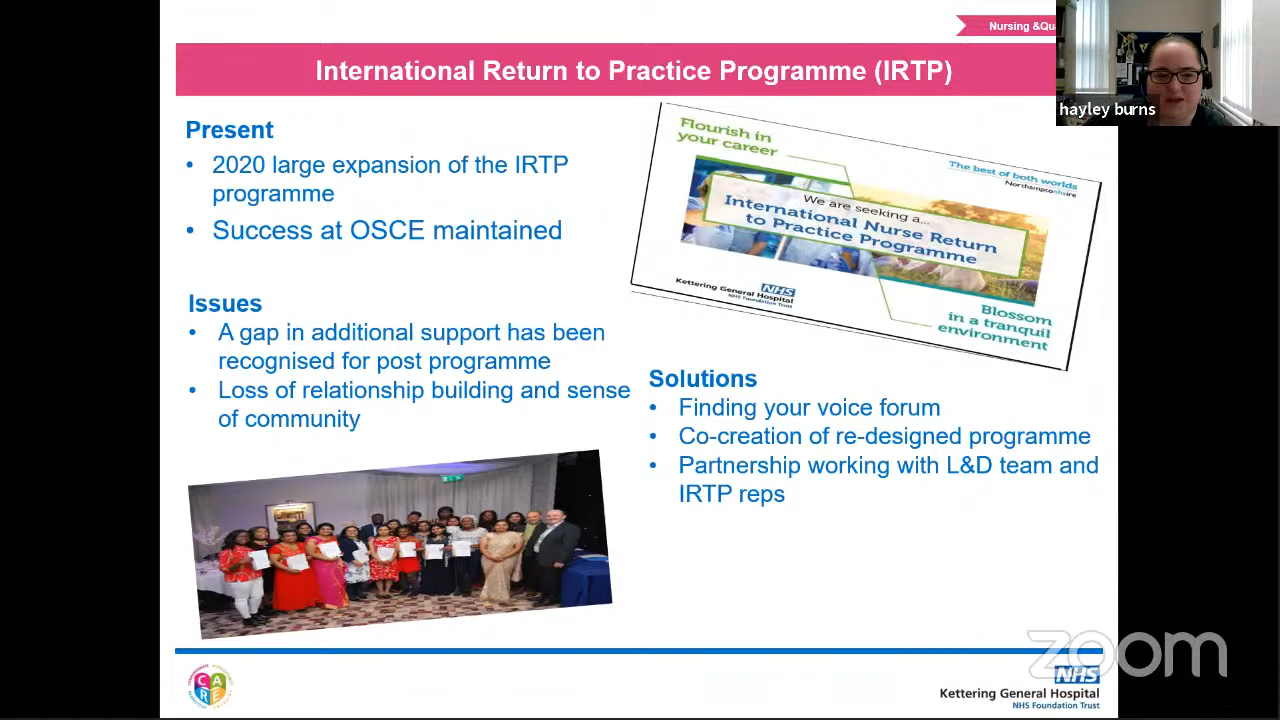 Nursing &Qu
International Return to Practice Programme (IRTP)
hayley burns
Present
• 2020 large expansion of the IRTP
programme
• Success at OSCE maintained
Flourish in
your career
The best of both worlds
Northamptonshire
We are seeking a...
International Nurse Return
to Practice Programme
Kettering General Hospital
NHS
NHS Foundation Trust
Blossom
in a tranquil
environment
Issues
• A gap in additional support has been
recognised for post programme
• Loss of relationship building and sense
of community
Solutions
• Finding your voice forum
• Co-creation of re-designed programme
• Partnership working with L&D team and
IRTP reps
CARE
zoom
NHS
Kettering General Hospital
NHS Foundation Trust